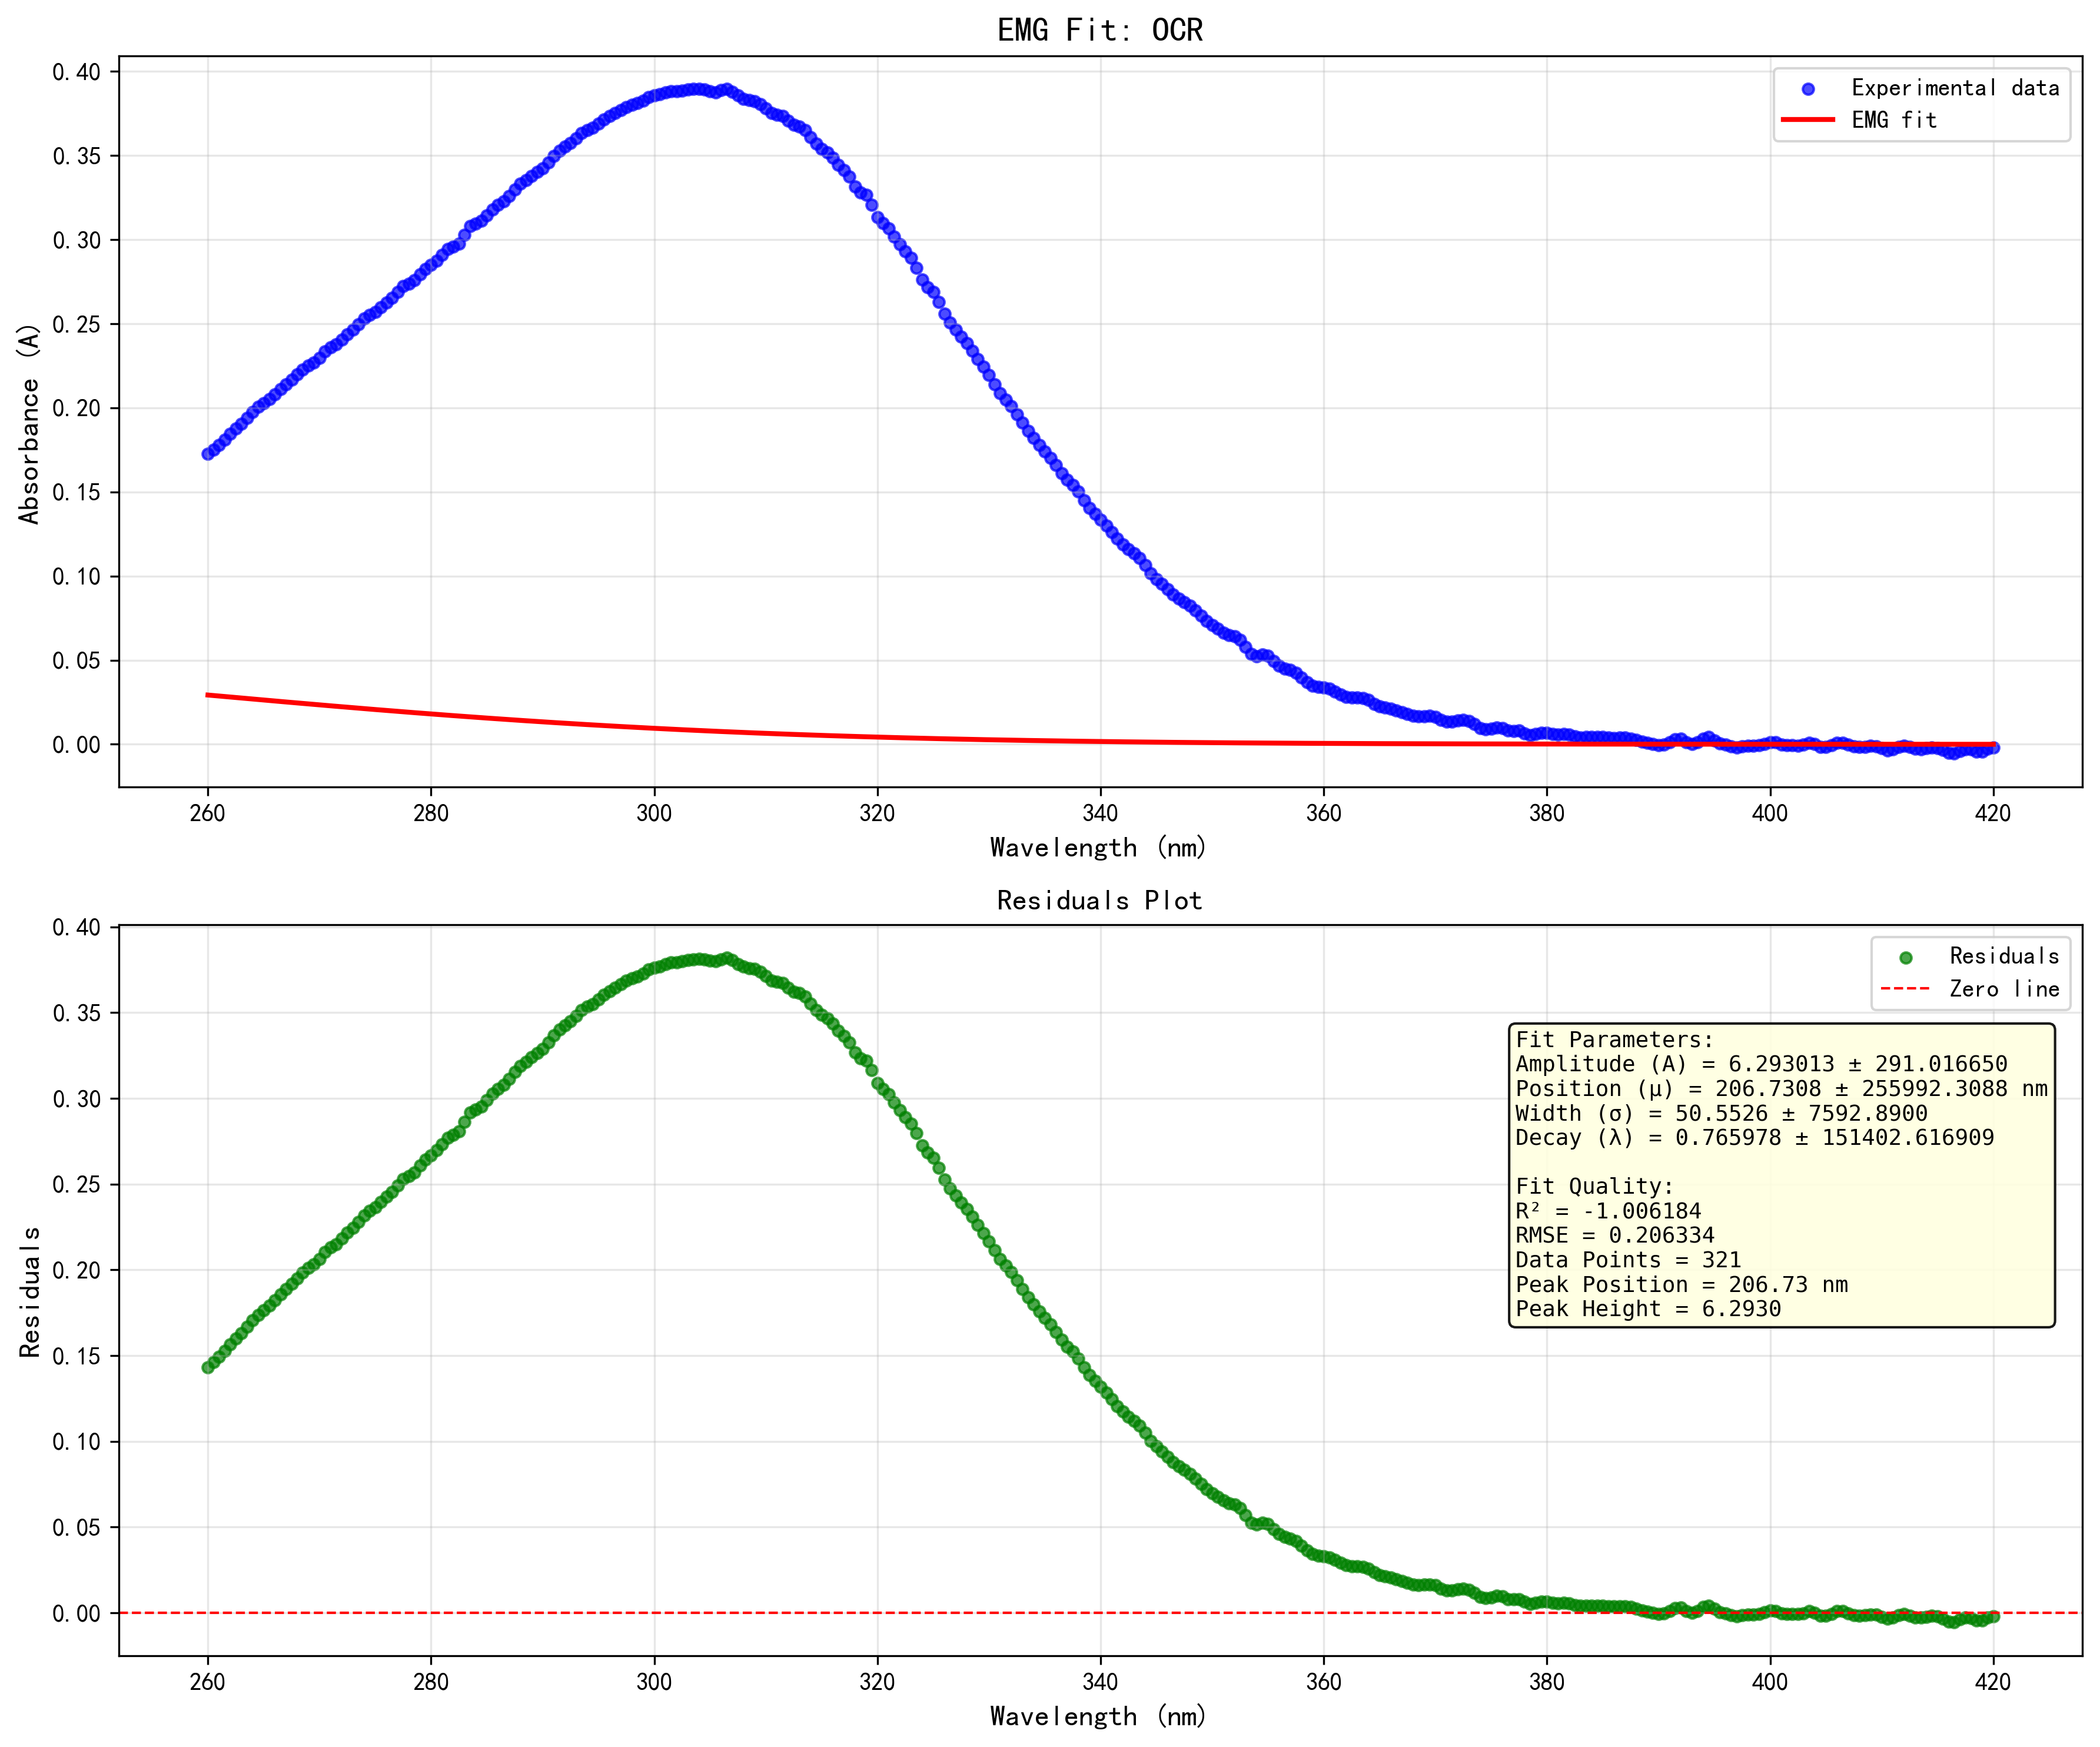 EMG Fit: OCR
Absorbance (A)
0.40
0.35
0.30
0.25
0.20
0.15
0.10
0.05
0.00
Experimental data
EMG fit
260 280 300 320 340 360 380 400 420
Wavelength (nm)
Residuals Plot
Residuals
0.40
0.35
0.30
0.25
0.20
0.15
0.10
0.05
0.00
Residuals
Zero line
Fit Parameters:
Amplitude (A) = 6.293013 ± 291.016650
Position (μ) = 206.7308 ± 255992.3088 nm
Width (σ) = 50.5526 ± 7592.8900
Decay (λ) = 0.765978 ± 151402.616909
Fit Quality:
R² = -1.006184
RMSE = 0.206334
Data Points = 321
Peak Position = 206.73 nm
Peak Height = 6.2930
260 280 300 320 340 360 380 400 420
Wavelength (nm)